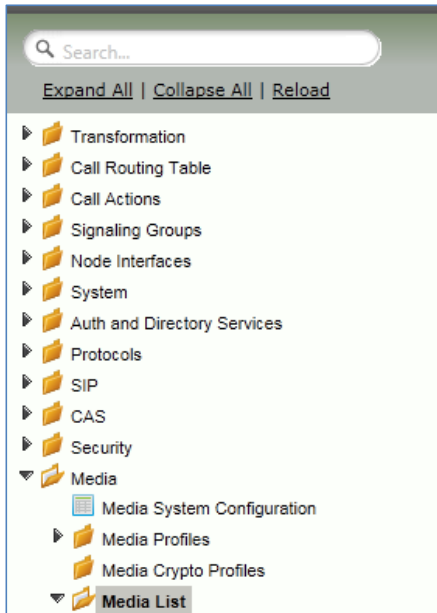 Search...
Expand All | Collapse All | Reload
Transformation
Call Routing Table
Call Actions
Signaling Groups
Node Interfaces
System
Auth and Directory Services
Protocols
SIP
CAS
Security
Media
Media System Configuration
Media Profiles
Media Crypto Profiles
Media List